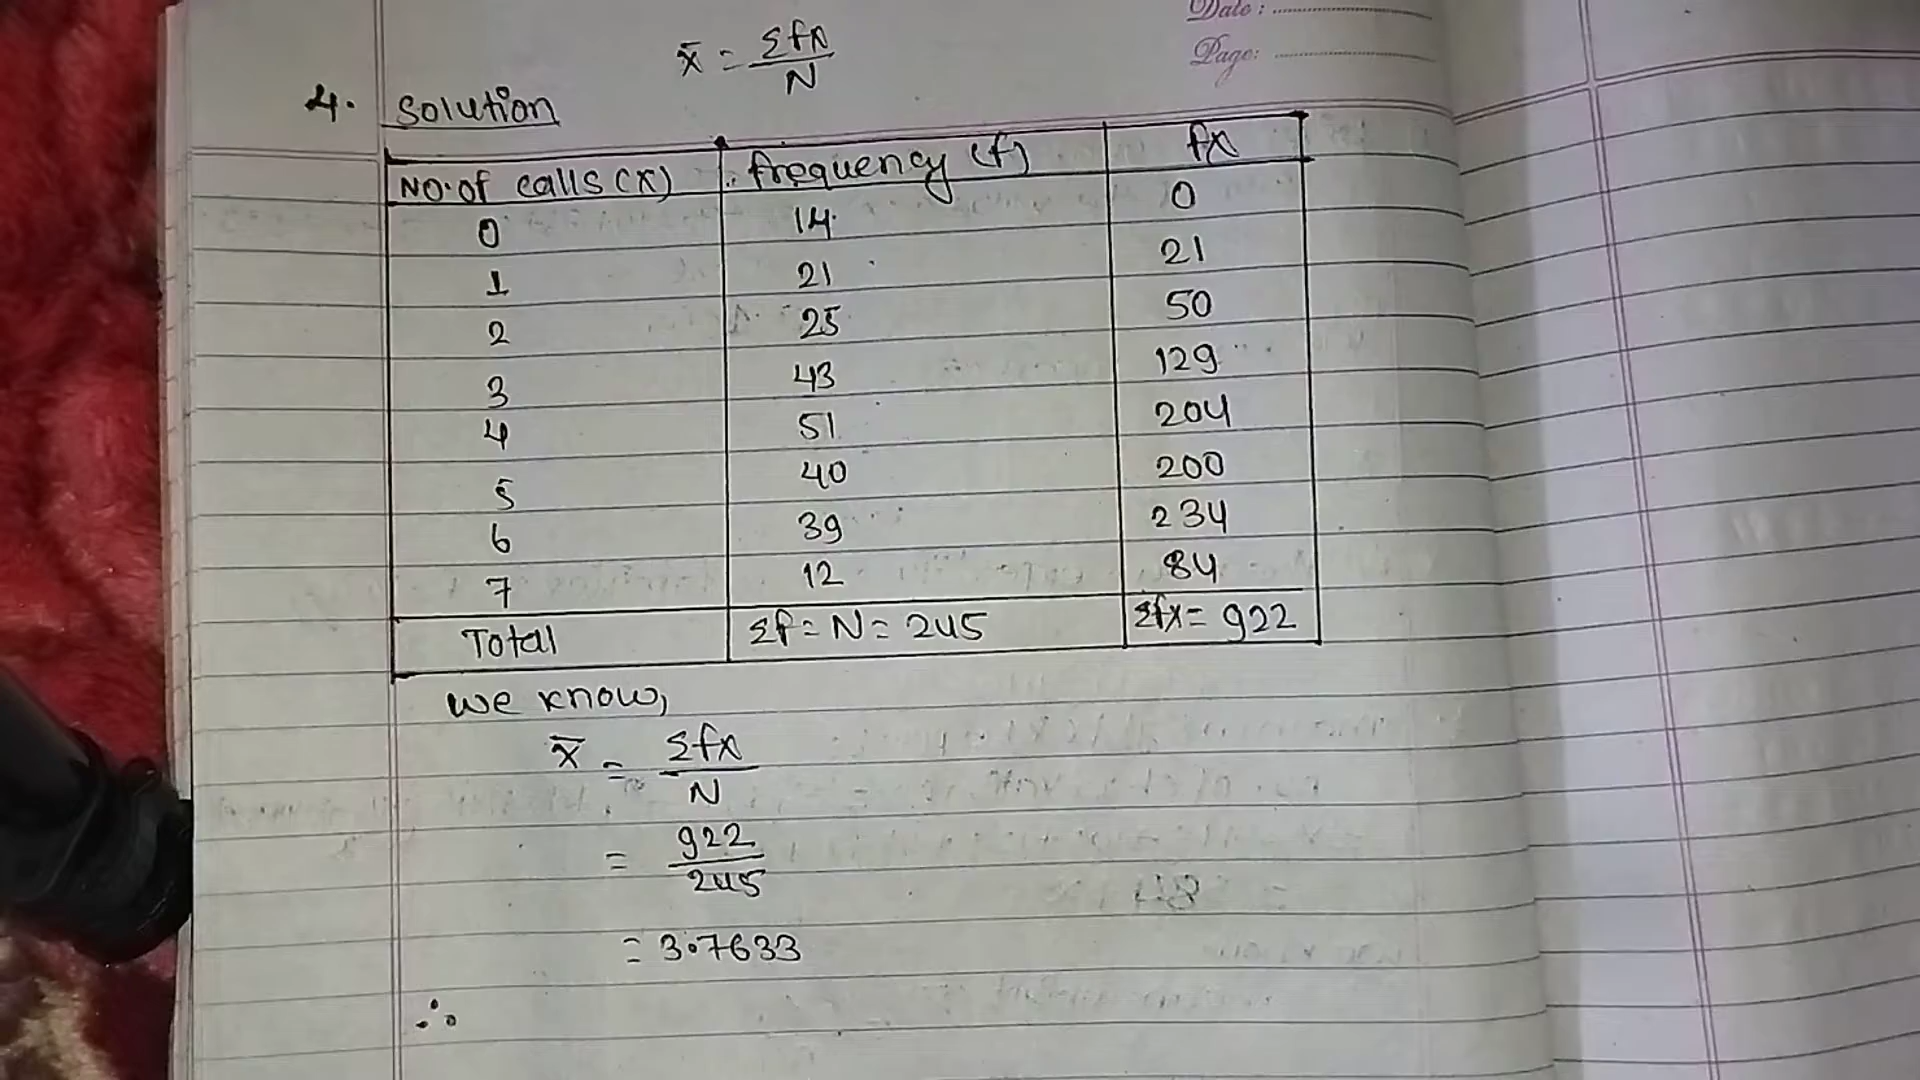 Date :
Page:
x̄ = Σfx/N
4. Solution
No. of calls (x) frequency (f) fx
0 14 0
1 21 21
2 25 50
3 43 129
4 51 204
5 40 200
6 39 234
7 12 84
Total Σf = N = 245 Σfx = 922
we know,
x̄ = Σfx/N
= 922/245
= 3.7633
∴